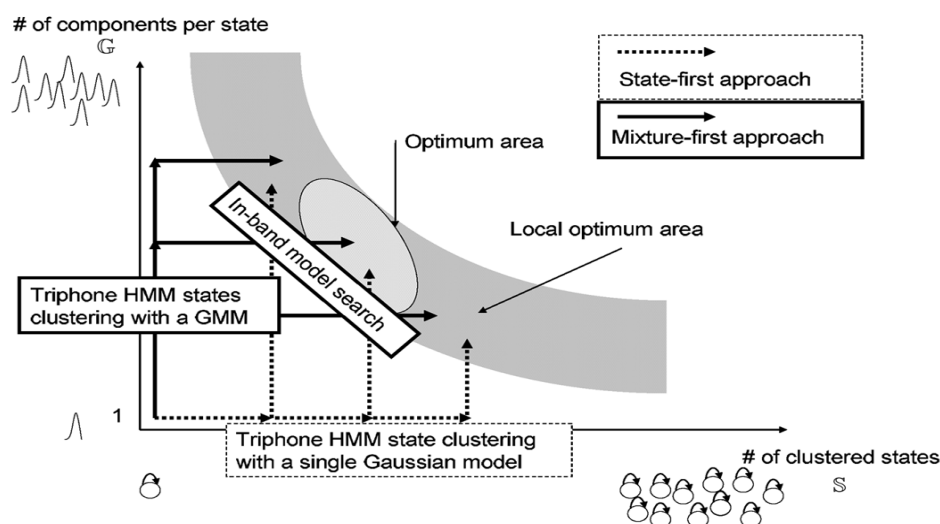 # of components per state
𝔾
State-first approach
Mixture-first approach
Optimum area
In-band model search
Local optimum area
Triphone HMM states
clustering with a GMM
1
Triphone HMM state clustering
with a single Gaussian model
# of clustered states
𝕊